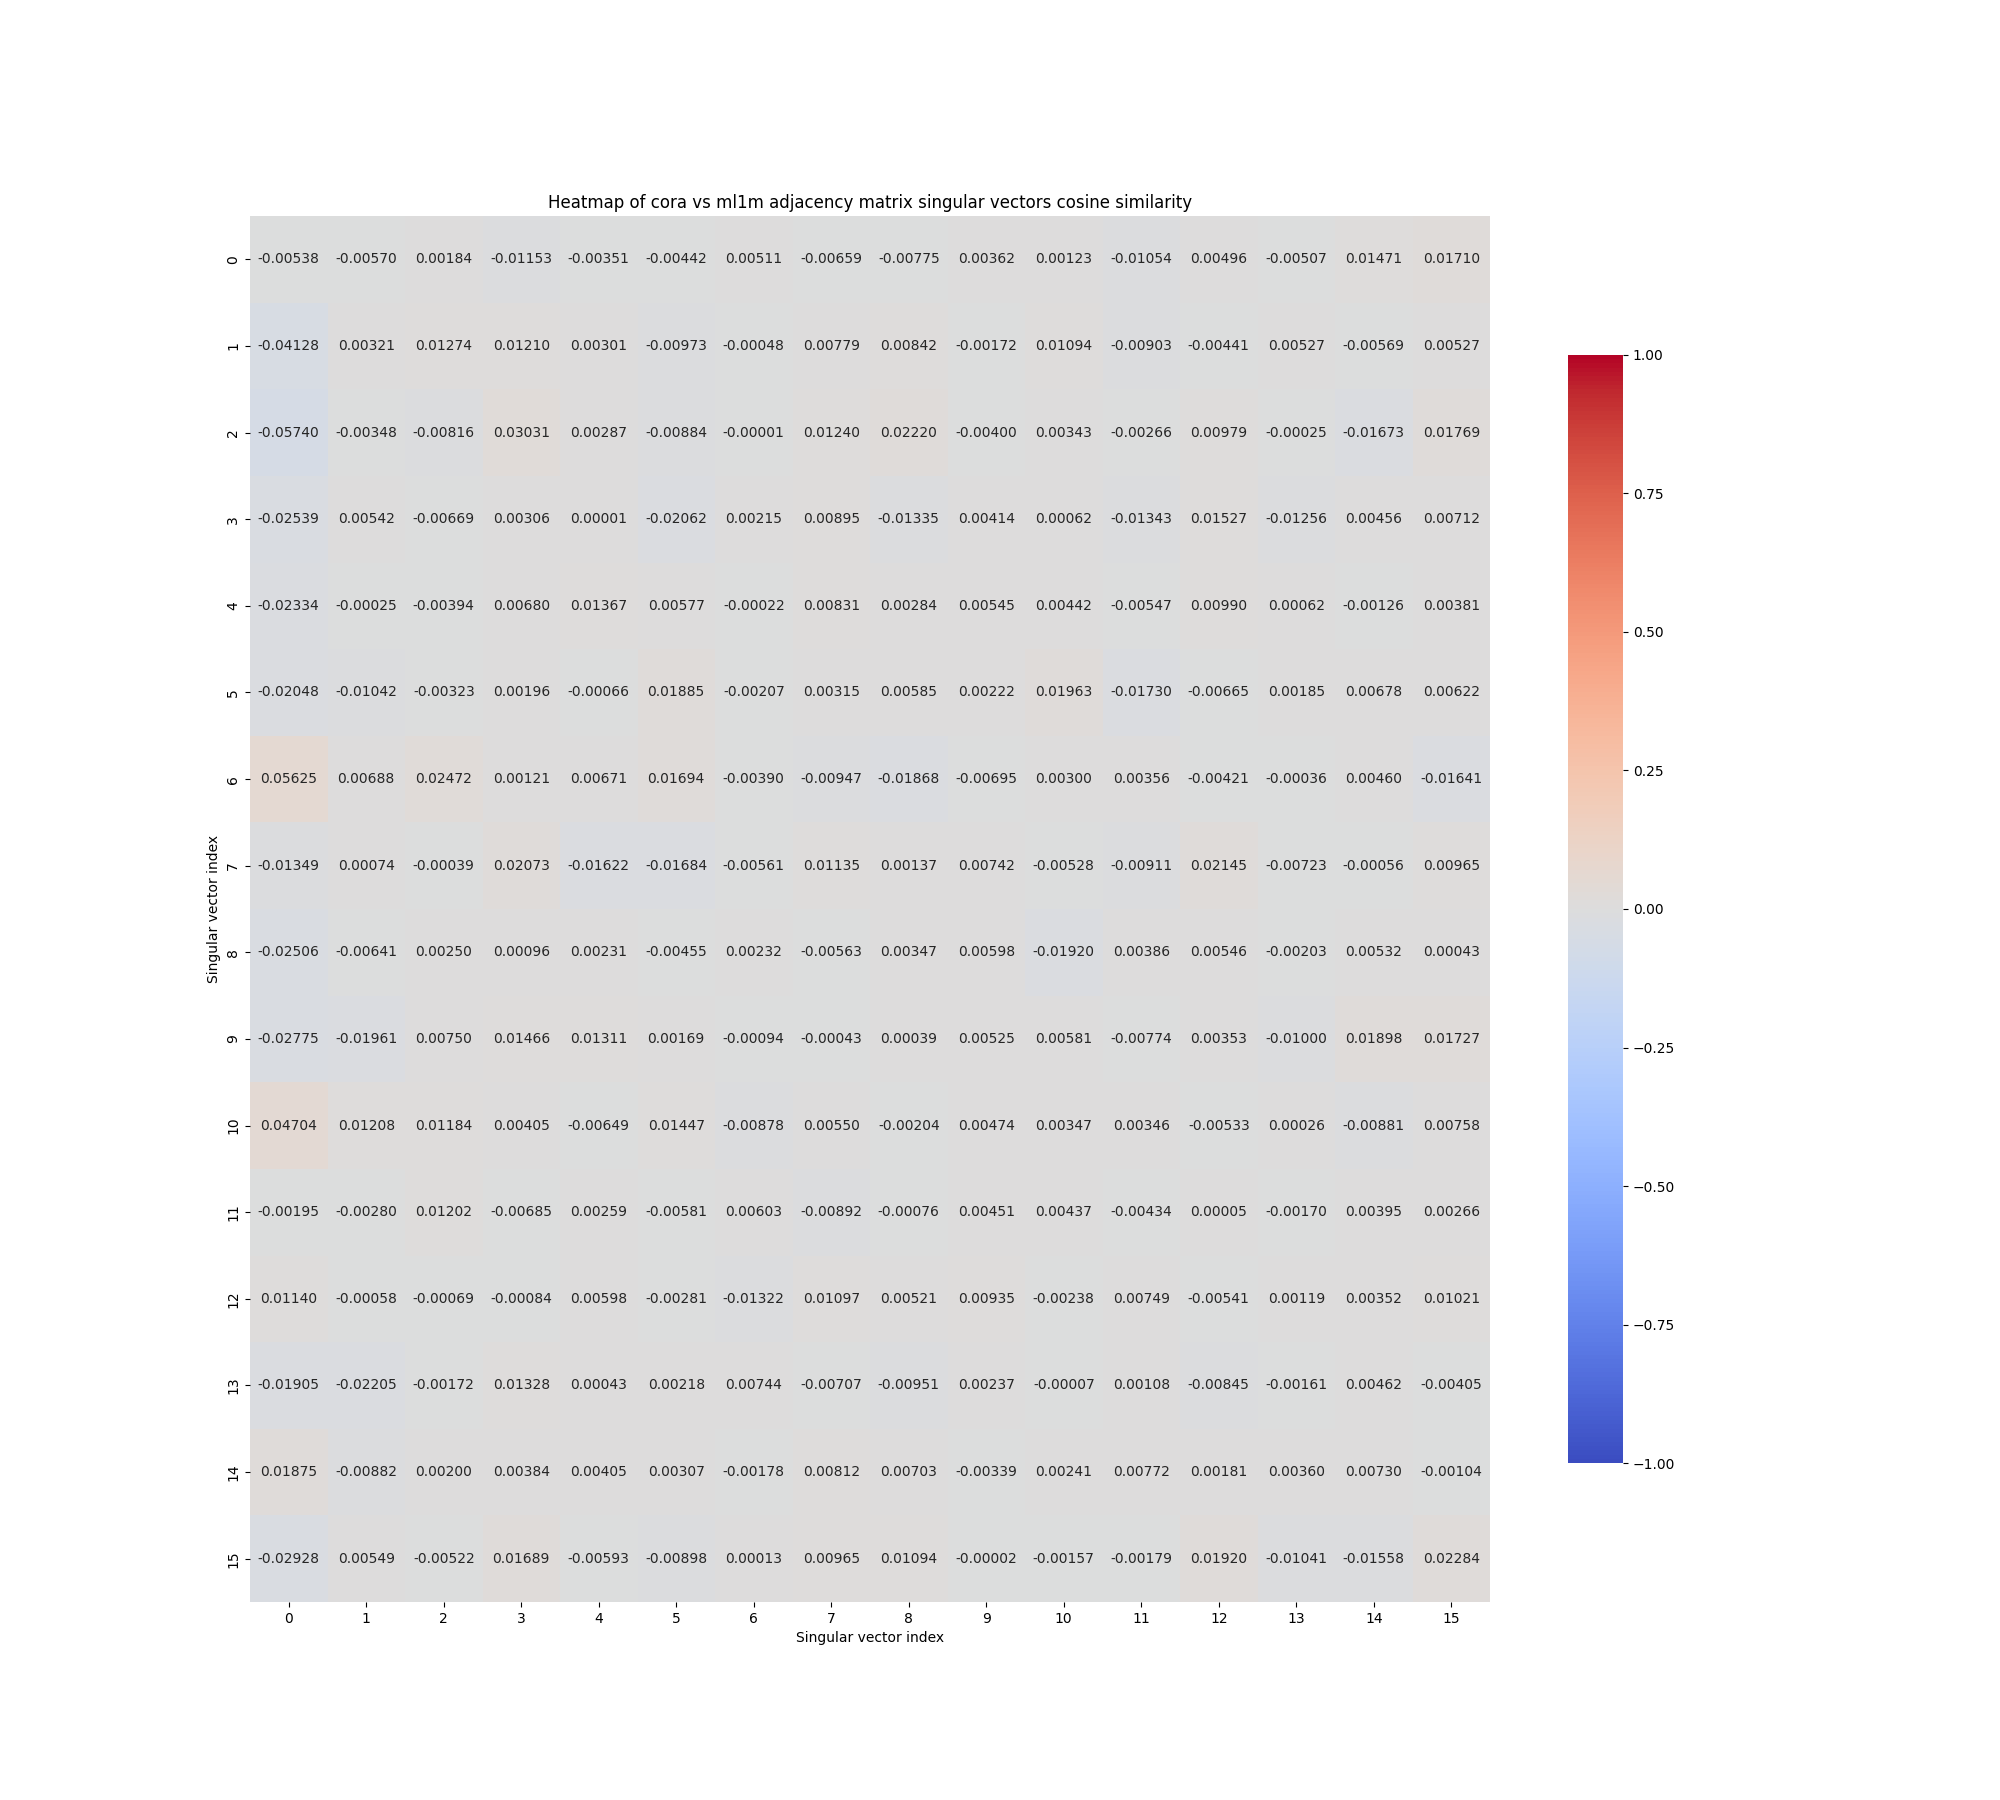 Heatmap of cora vs ml1m adjacency matrix singular vectors cosine similarity
0 -0.00538 -0.00570 0.00184 -0.01153 -0.00351 -0.00442 0.00511 -0.00659 -0.00775 0.00362 0.00123 -0.01054 0.00496 -0.00507 0.01471 0.01710
1 -0.04128 0.00321 0.01274 0.01210 0.00301 -0.00973 -0.00048 0.00779 0.00842 -0.00172 0.01094 -0.00903 -0.00441 0.00527 -0.00569 0.00527
2 -0.05740 -0.00348 -0.00816 0.03031 0.00287 -0.00884 -0.00001 0.01240 0.02220 -0.00400 0.00343 -0.00266 0.00979 -0.00025 -0.01673 0.01769
3 -0.02539 0.00542 -0.00669 0.00306 0.00001 -0.02062 0.00215 0.00895 -0.01335 0.00414 0.00062 -0.01343 0.01527 -0.01256 0.00456 0.00712
4 -0.02334 -0.00025 -0.00394 0.00680 0.01367 0.00577 -0.00022 0.00831 0.00284 0.00545 0.00442 -0.00547 0.00990 0.00062 -0.00126 0.00381
5 -0.02048 -0.01042 -0.00323 0.00196 -0.00066 0.01885 -0.00207 0.00315 0.00585 0.00222 0.01963 -0.01730 -0.00665 0.00185 0.00678 0.00622
6 0.05625 0.00688 0.02472 0.00121 0.00671 0.01694 -0.00390 -0.00947 -0.01868 -0.00695 0.00300 0.00356 -0.00421 -0.00036 0.00460 -0.01641
7 -0.01349 0.00074 -0.00039 0.02073 -0.01622 -0.01684 -0.00561 0.01135 0.00137 0.00742 -0.00528 -0.00911 0.02145 -0.00723 -0.00056 0.00965
8 -0.02506 -0.00641 0.00250 0.00096 0.00231 -0.00455 0.00232 -0.00563 0.00347 0.00598 -0.01920 0.00386 0.00546 -0.00203 0.00532 0.00043
9 -0.02775 -0.01961 0.00750 0.01466 0.01311 0.00169 -0.00094 -0.00043 0.00039 0.00525 0.00581 -0.00774 0.00353 -0.01000 0.01898 0.01727
10 0.04704 0.01208 0.01184 0.00405 -0.00649 0.01447 -0.00878 0.00550 -0.00204 0.00474 0.00347 0.00346 -0.00533 0.00026 -0.00881 0.00758
11 -0.00195 -0.00280 0.01202 -0.00685 0.00259 -0.00581 0.00603 -0.00892 -0.00076 0.00451 0.00437 -0.00434 0.00005 -0.00170 0.00395 0.00266
12 0.01140 -0.00058 -0.00069 -0.00084 0.00598 -0.00281 -0.01322 0.01097 0.00521 0.00935 -0.00238 0.00749 -0.00541 0.00119 0.00352 0.01021
13 -0.01905 -0.02205 -0.00172 0.01328 0.00043 0.00218 0.00744 -0.00707 -0.00951 0.00237 -0.00007 0.00108 -0.00845 -0.00161 0.00462 -0.00405
14 0.01875 -0.00882 0.00200 0.00384 0.00405 0.00307 -0.00178 0.00812 0.00703 -0.00339 0.00241 0.00772 0.00181 0.00360 0.00730 -0.00104
15 -0.02928 0.00549 -0.00522 0.01689 -0.00593 -0.00898 0.00013 0.00965 0.01094 -0.00002 -0.00157 -0.00179 0.01920 -0.01041 -0.01558 0.02284
0 1 2 3 4 5 6 7 8 9 10 11 12 13 14 15
Singular vector index
Singular vector index
1.00
0.75
0.50
0.25
0.00
−0.25
−0.50
−0.75
−1.00